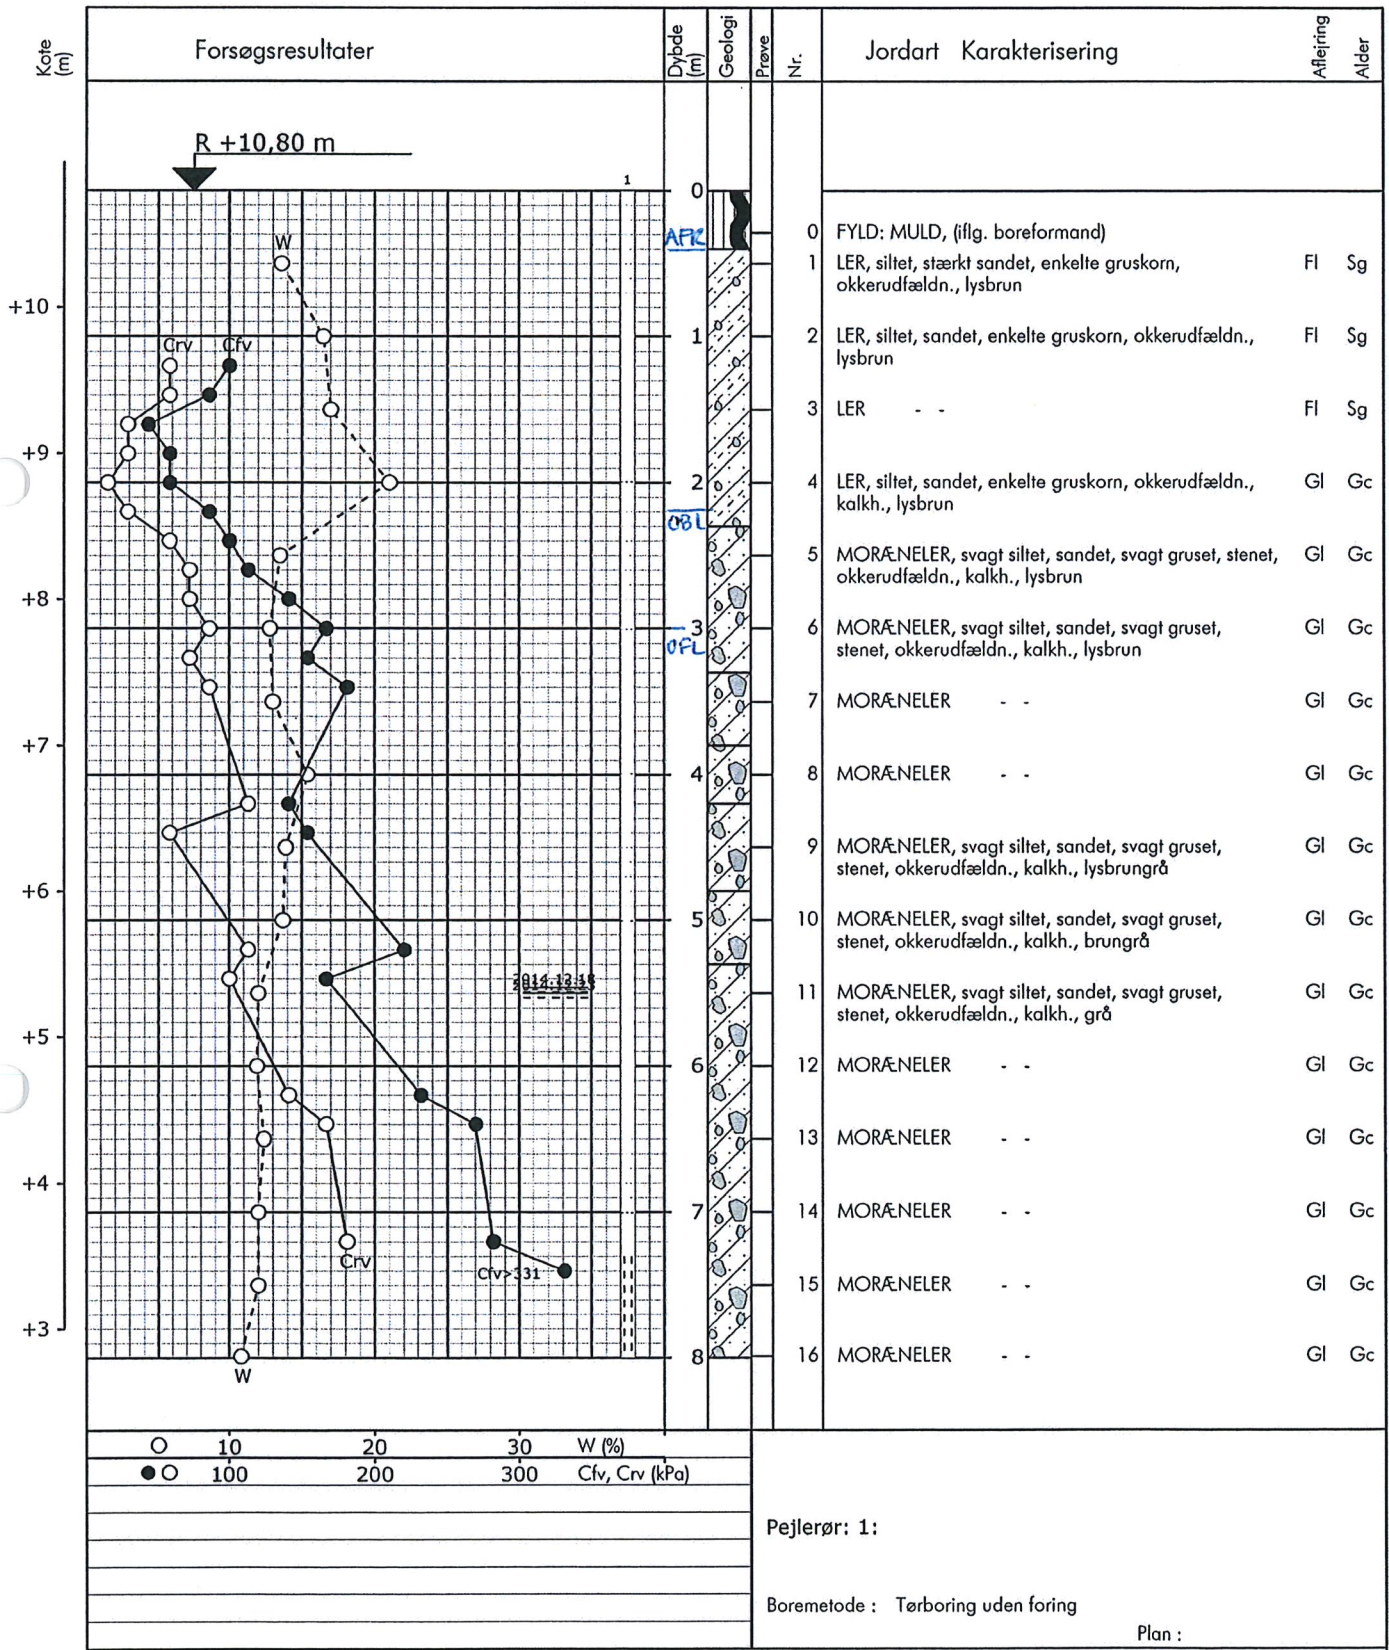 Kote (m)
Forsøgsresultater
Dybde (m)
Geologi
Prøve
Nr.
Jordart Karakterisering
Aflejring
Alder
R +10,80 m
1
0
APR
0 FYLD: MULD, (iflg. boreformand)
W
1 LER, siltet, stærkt sandet, enkelte gruskorn, Fl Sg
okkerudfældn., lysbrun
+10
Crv Cfv
1
2 LER, siltet, sandet, enkelte gruskorn, okkerudfældn., Fl Sg
lysbrun
3 LER - - Fl Sg
+9
2
4 LER, siltet, sandet, enkelte gruskorn, okkerudfældn., Gl Gc
kalkh., lysbrun
OBL
5 MORÆNELER, svagt siltet, sandet, svagt gruset, stenet, Gl Gc
okkerudfældn., kalkh., lysbrun
+8
3
OFL
6 MORÆNELER, svagt siltet, sandet, svagt gruset, Gl Gc
stenet, okkerudfældn., kalkh., lysbrun
7 MORÆNELER - - Gl Gc
+7
4
8 MORÆNELER - - Gl Gc
9 MORÆNELER, svagt siltet, sandet, svagt gruset, Gl Gc
stenet, okkerudfældn., kalkh., lysbrungrå
+6
5
10 MORÆNELER, svagt siltet, sandet, svagt gruset, Gl Gc
stenet, okkerudfældn., kalkh., brungrå
11 MORÆNELER, svagt siltet, sandet, svagt gruset, Gl Gc
stenet, okkerudfældn., kalkh., grå
+5
6
12 MORÆNELER - - Gl Gc
13 MORÆNELER - - Gl Gc
+4
7
14 MORÆNELER - - Gl Gc
Crv
Cfv>331
15 MORÆNELER - - Gl Gc
+3
8
16 MORÆNELER - - Gl Gc
W
10 20 30 W (%)
100 200 300 Cfv, Crv (kPa)
Pejlerør: 1:
Boremetode : Tørboring uden foring
Plan :